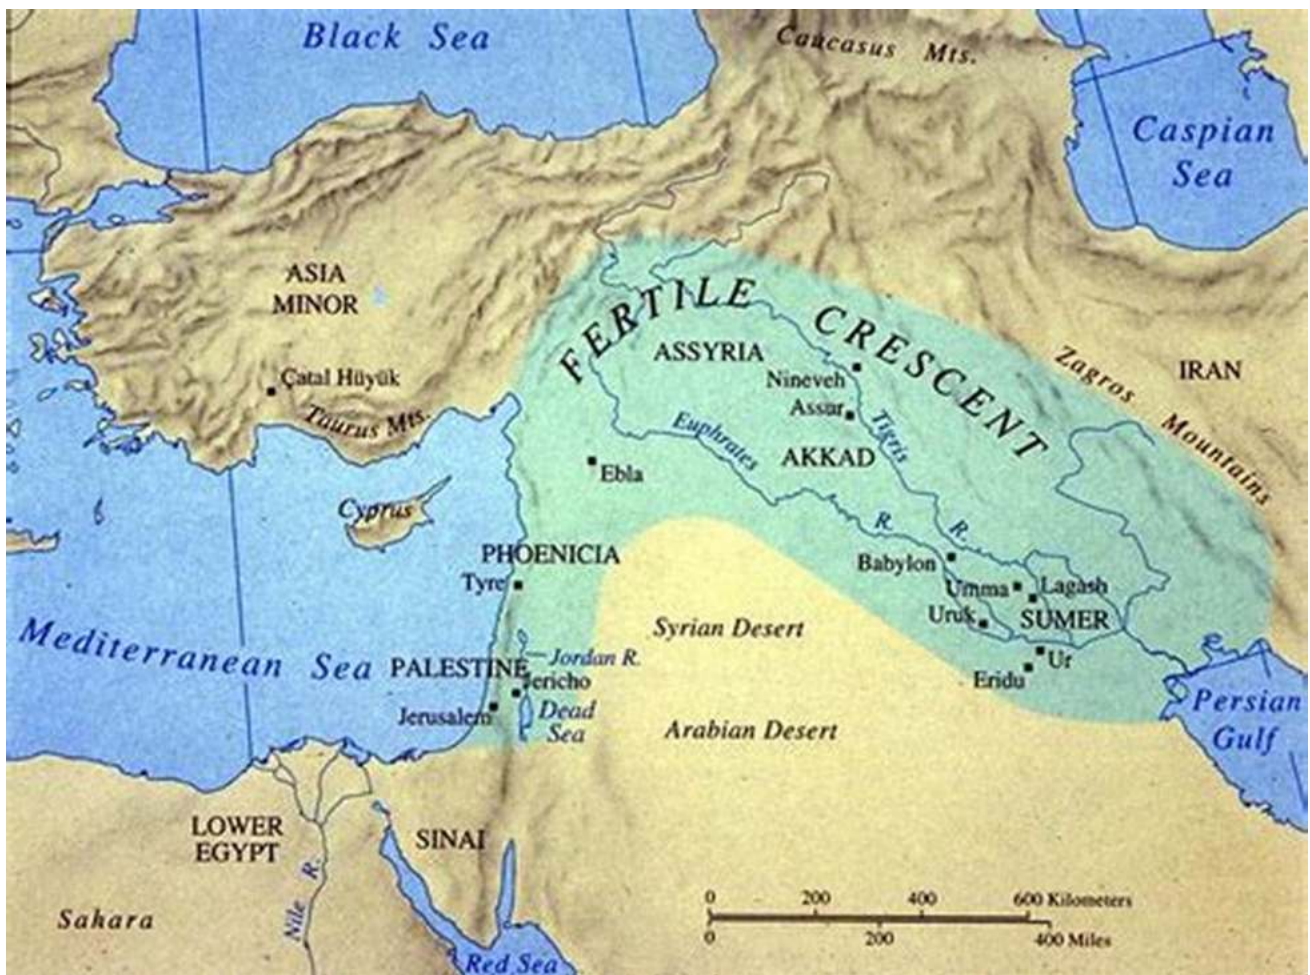 Black Sea
Caucasus Mts.
Caspian
Sea
ASIA
MINOR
FERTILE CRESCENT
ASSYRIA
Zagros Mountains
IRAN
Nineveh
Çatal Hüyük
Taurus Mts.
Assur
Tigris R.
Euphrates R.
AKKAD
Ebla
Cyprus
PHOENICIA
Babylon
Tyre
Umma
Lagash
Uruk
SUMER
Syrian Desert
Mediterranean Sea
PALESTINE
Jordan R.
Ur
Jericho
Eridu
Persian
Gulf
Jerusalem
Dead
Sea
Arabian Desert
LOWER
EGYPT
SINAI
Nile R.
Sahara
0 200 400 600 Kilometers
0 200 400 Miles
Red Sea